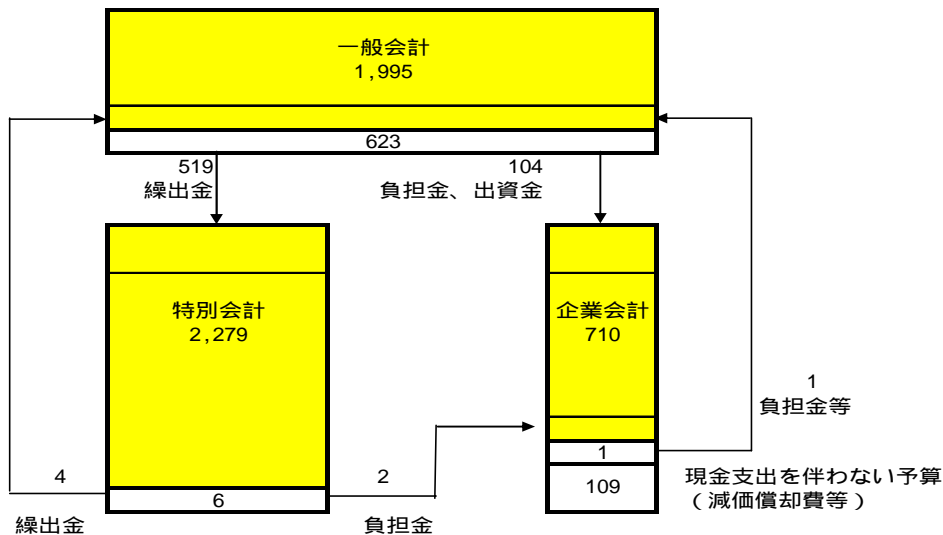 一般会計
1,995
623
519
繰出金
104
負担金、出資金
特別会計
2,279
企業会計
710
1
負担金等
4
繰出金
6
2
負担金
1
109
現金支出を伴わない予算
（減価償却費等）